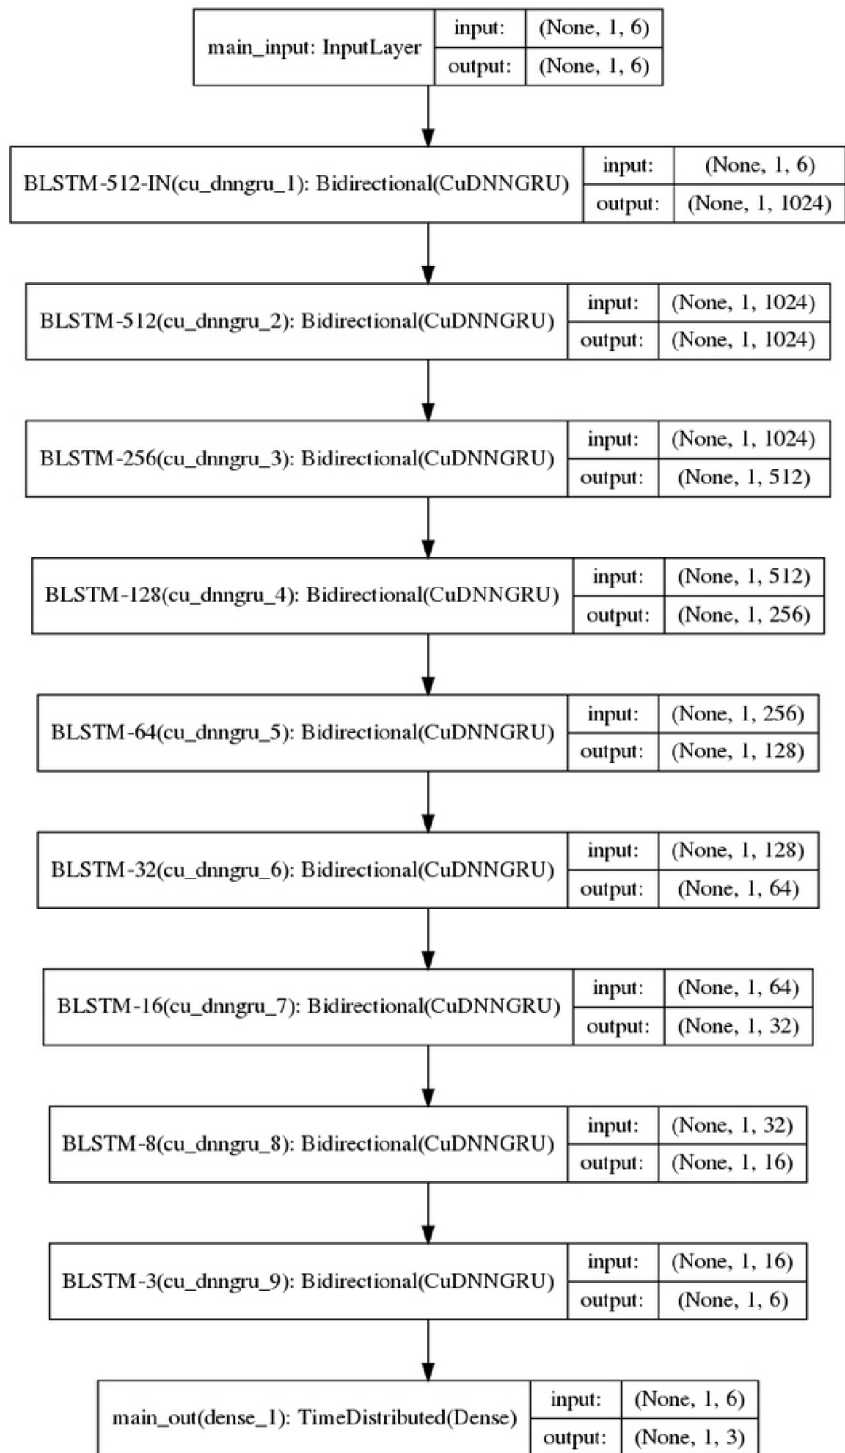 main_input: InputLayer
input: (None, 1, 6)
output: (None, 1, 6)
BLSTM-512-IN(cu_dnngru_1): Bidirectional(CuDNNGRU)
input: (None, 1, 6)
output: (None, 1, 1024)
BLSTM-512(cu_dnngru_2): Bidirectional(CuDNNGRU)
input: (None, 1, 1024)
output: (None, 1, 1024)
BLSTM-256(cu_dnngru_3): Bidirectional(CuDNNGRU)
input: (None, 1, 1024)
output: (None, 1, 512)
BLSTM-128(cu_dnngru_4): Bidirectional(CuDNNGRU)
input: (None, 1, 512)
output: (None, 1, 256)
BLSTM-64(cu_dnngru_5): Bidirectional(CuDNNGRU)
input: (None, 1, 256)
output: (None, 1, 128)
BLSTM-32(cu_dnngru_6): Bidirectional(CuDNNGRU)
input: (None, 1, 128)
output: (None, 1, 64)
BLSTM-16(cu_dnngru_7): Bidirectional(CuDNNGRU)
input: (None, 1, 64)
output: (None, 1, 32)
BLSTM-8(cu_dnngru_8): Bidirectional(CuDNNGRU)
input: (None, 1, 32)
output: (None, 1, 16)
BLSTM-3(cu_dnngru_9): Bidirectional(CuDNNGRU)
input: (None, 1, 16)
output: (None, 1, 6)
main_out(dense_1): TimeDistributed(Dense)
input: (None, 1, 6)
output: (None, 1, 3)